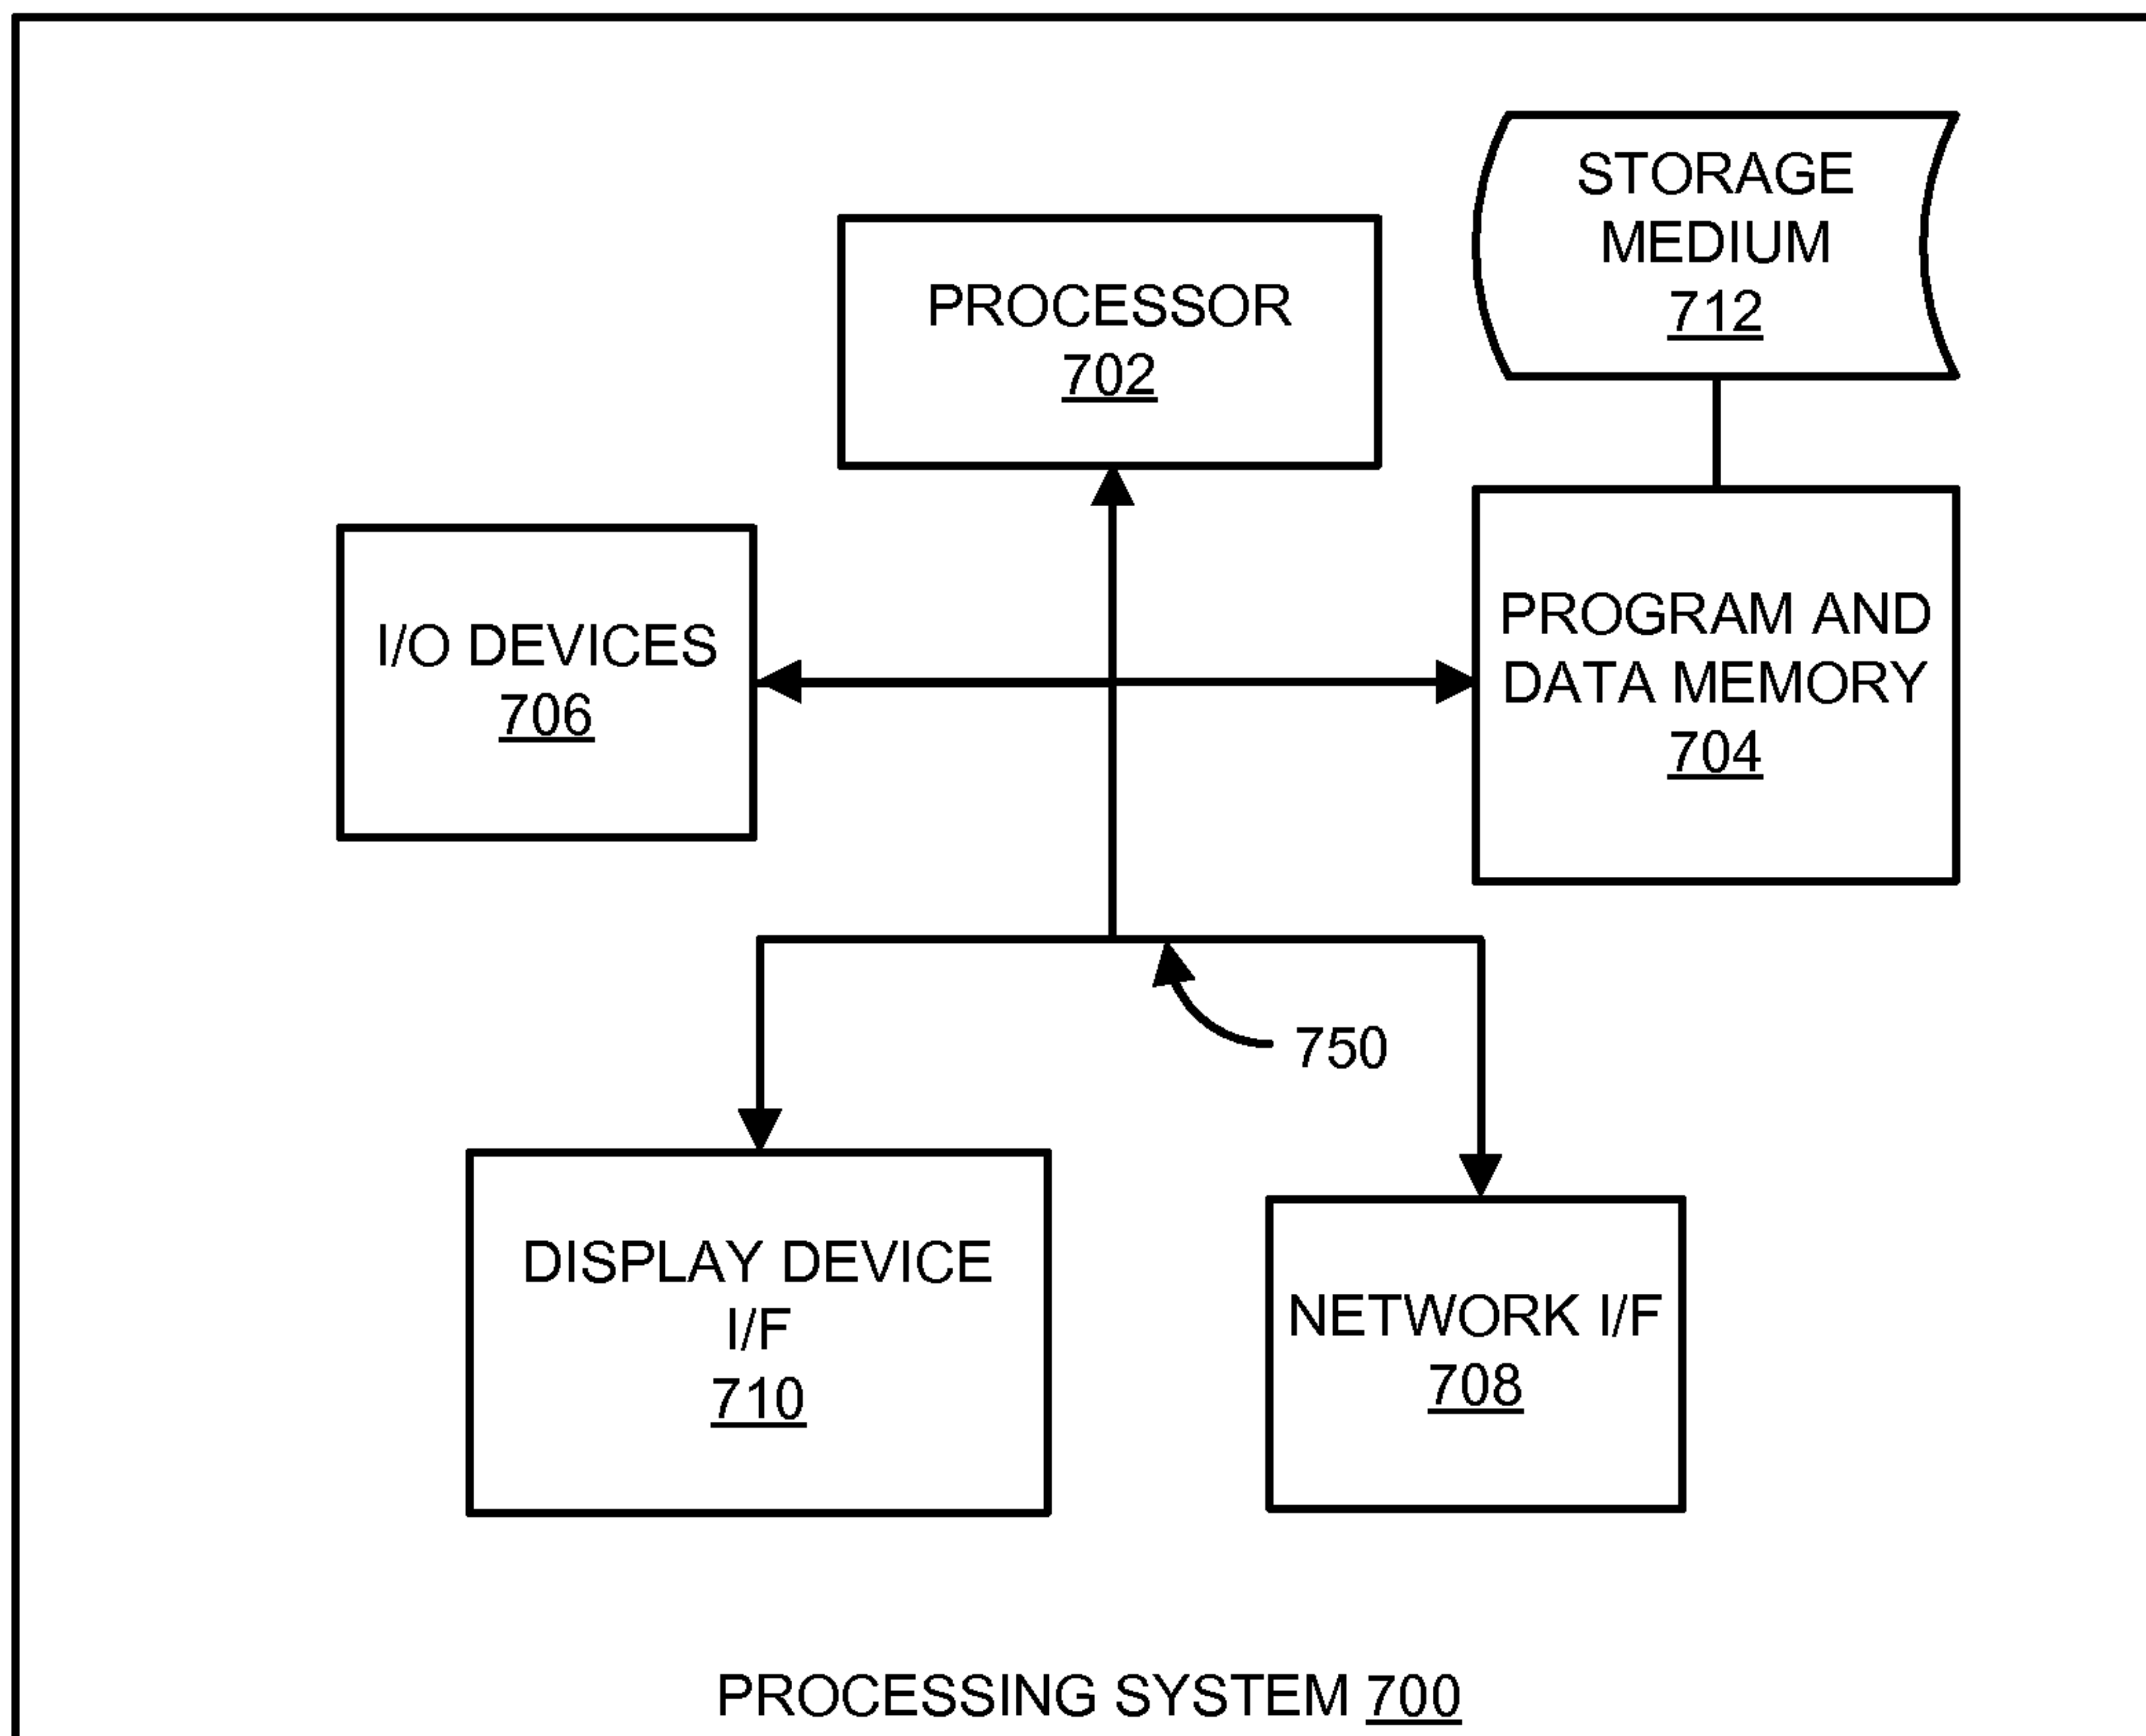 STORAGE
MEDIUM
712
PROCESSOR
702
I/O DEVICES
706
PROGRAM AND
DATA MEMORY
704
750
DISPLAY DEVICE
I/F
710
NETWORK I/F
708
PROCESSING SYSTEM 700